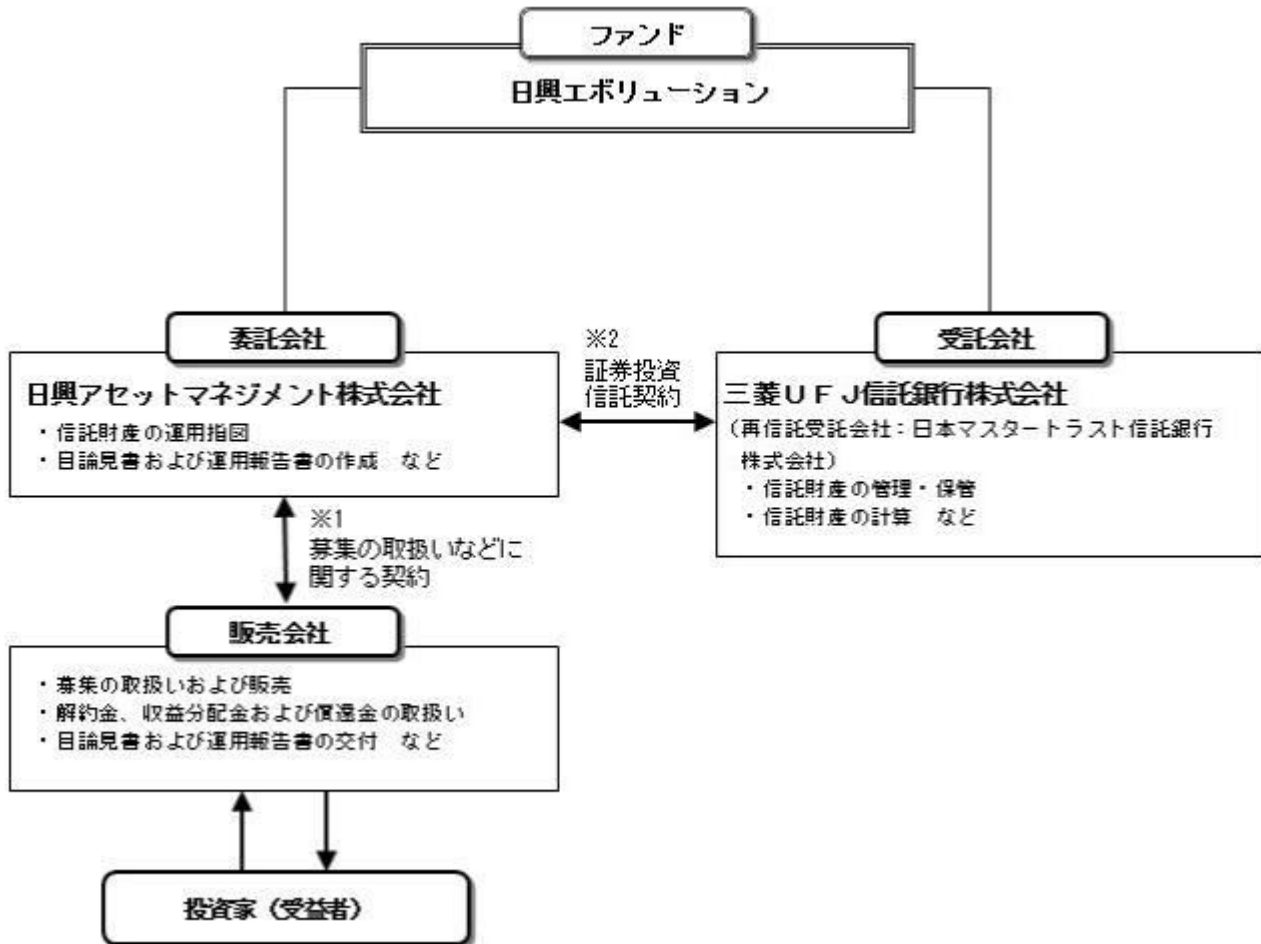 ファンド
日興エボリューション
委託会社
日興アセットマネジメント株式会社
・信託財産の運用指図
・目論見書および運用報告書の作成　など
※2
証券投資
信託契約
受託会社
三菱ＵＦＪ信託銀行株式会社
（再信託受託会社：日本マスタートラスト信託銀行
株式会社）
・信託財産の管理・保管
・信託財産の計算　など
※1
募集の取扱いなどに
関する契約
販売会社
・募集の取扱いおよび販売
・解約金、収益分配金および償還金の取扱い
・目論見書および運用報告書の交付　など
投資家（受益者）